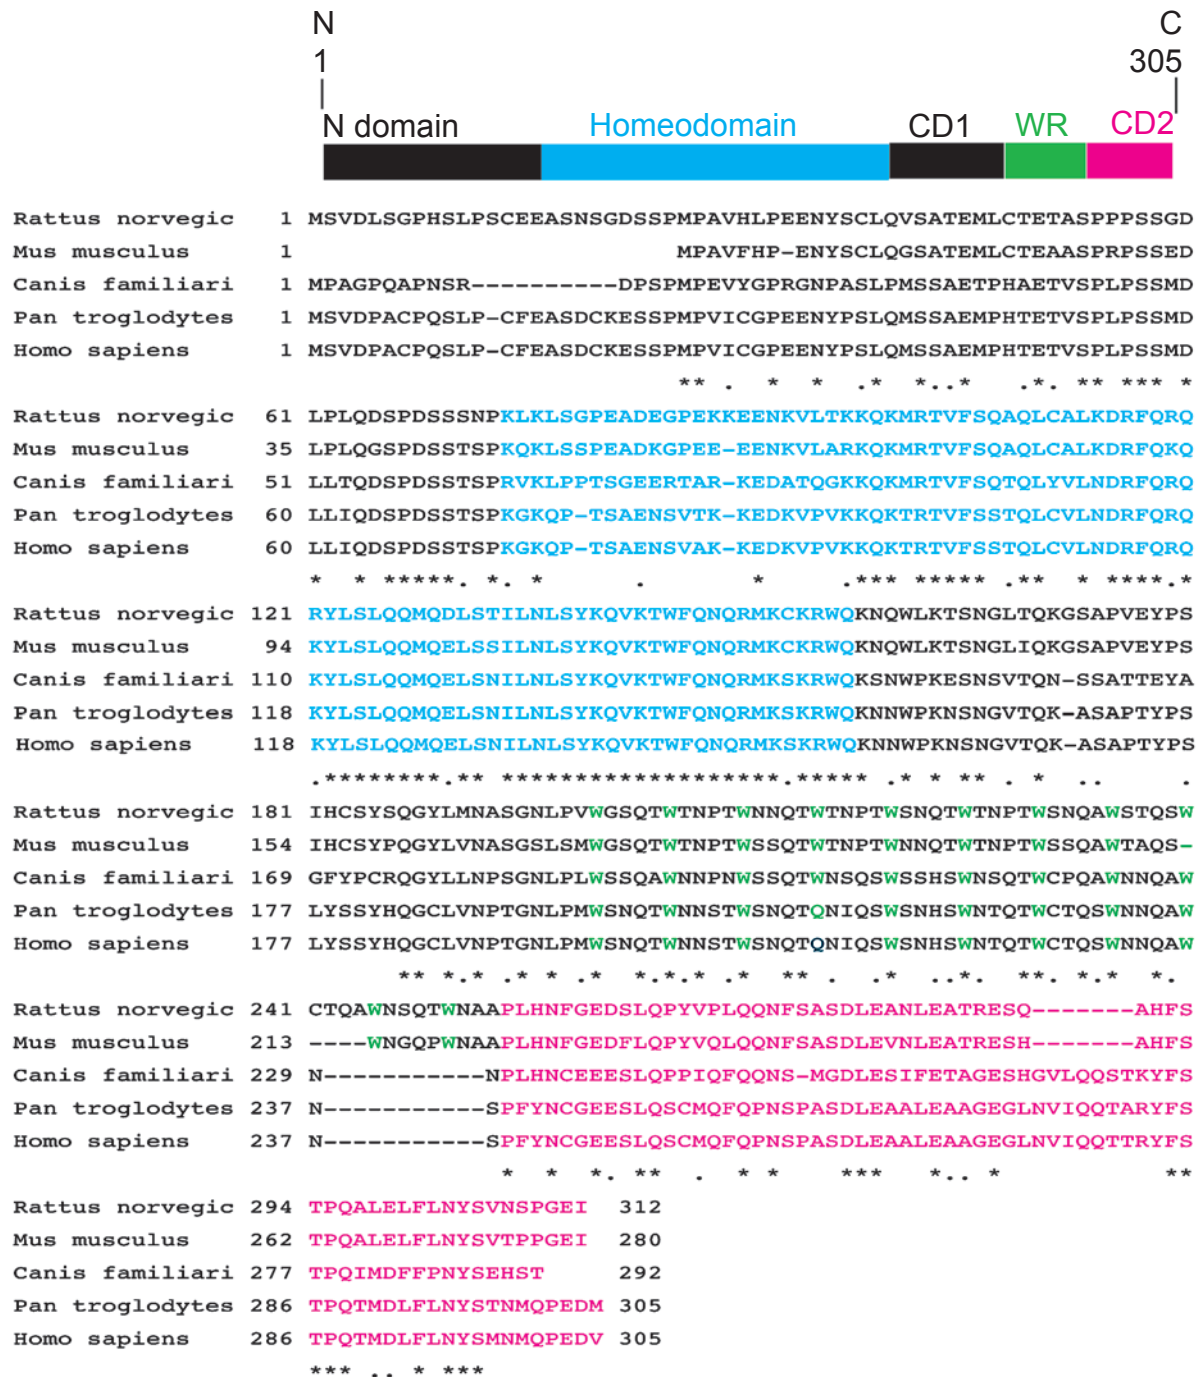 N C
1 305
N domain Homeodomain CD1 WR CD2
Rattus norvegic 1 MSVDLSGPHSLPSCEEASNSGDSSPMPAVHLPEENYSCLQVSATEMLCTETASPPPSSGD
Mus musculus 1 MPAVFHP-ENYSCLQGSATEMLCTEAASPRPSSED
Canis familiari 1 MPAGPQAPNSR----------DPSPMPEVYGPRGNPASLPMSSAETPHAETVSPLPSSMD
Pan troglodytes 1 MSVDPACPQSLP-CFEASDCKESSPMPVICGPEENYPSLQMSSAEMPHTETVSPLPSSMD
Homo sapiens 1 MSVDPACPQSLP-CFEASDCKESSPMPVICGPEENYPSLQMSSAEMPHTETVSPLPSSMD
** . * * .* *..* .*. ** *** *
Rattus norvegic 61 LPLQDSPDSSSNPKLKLSGPEADEGPEKKEENKVLTKKQKMRTVFSQAQLCALKDRFQRQ
Mus musculus 35 LPLQGSPDSSTSPKQKLSSPEADKGPEE-EENKVLARKQKMRTVFSQAQLCALKDRFQKQ
Canis familiari 51 LLTQDSPDSSTSPRVKLPPTSGEERTAR-KEDATQGKKQKMRTVFSQTQLYVLNDRFQRQ
Pan troglodytes 60 LLIQDSPDSSTSPKGKQP-TSAENSVTK-KEDKVPVKKQKTRTVFSSTQLCVLNDRFQRQ
Homo sapiens 60 LLIQDSPDSSTSPKGKQP-TSAENSVAK-KEDKVPVKKQKTRTVFSSTQLCVLNDRFQRQ
* * *****. *. * . * .*** ***** .** * ****.*
Rattus norvegic 121 RYLSLQQMQDLSTILNLSYKQVKTWFQNQRMKCKRWQKNQWLKTSNGLTQKGSAPVEYPS
Mus musculus 94 KYLSLQQMQELSSILNLSYKQVKTWFQNQRMKCKRWQKNQWLKTSNGLIQKGSAPVEYPS
Canis familiari 110 KYLSLQQMQELSNILNLSYKQVKTWFQNQRMKSKRWQKSNWPKESNSVTQN-SSATTEYA
Pan troglodytes 118 KYLSLQQMQELSNILNLSYKQVKTWFQNQRMKSKRWQKNNWPKNSNGVTQK-ASAPTYPS
Homo sapiens 118 KYLSLQQMQELSNILNLSYKQVKTWFQNQRMKSKRWQKNNWPKNSNGVTQK-ASAPTYPS
.********.** *******************.***** .* * ** . * .. .
Rattus norvegic 181 IHCSYSQGYLMNASGNLPVWGSQTWTNPTWNNQTWTNPTWSNQTWTNPTWSNQAWSTQSW
Mus musculus 154 IHCSYPQGYLVNASGSLSMWGSQTWTNPTWSSQTWTNPTWNNQTWTNPTWSSQAWTAQS-
Canis familiari 169 GFYPCRQGYLLNPSGNLPLWSSQAWNNPNWSSQTWNSQSWSSHSWNSQTWCPQAWNNQAW
Pan troglodytes 177 LYSSYHQGCLVNPTGNLPMWSNQTWNNSTWSNQTQNIQSWSNHSWNTQTWCTQSWNNQAW
Homo sapiens 177 LYSSYHQGCLVNPTGNLPMWSNQTWNNSTWSNQTQNIQSWSNHSWNTQTWCTQSWNNQAW
** *.* .* * .* *.*.* .* ** . .* ..* **.*.* *.
Rattus norvegic 241 CTQAWNSQTWNAAPLHNFGEDSLQPYVPLQQNFSASDLEANLEATRESQ-------AHFS
Mus musculus 213 ----WNGQPWNAAPLHNFGEDFLQPYVQLQQNFSASDLEVNLEATRESH-------AHFS
Canis familiari 229 N-----------NPLHNCEEESLQPPIQFQQNS-MGDLESIFETAGESHGVLQQSTKYFS
Pan troglodytes 237 N-----------SPFYNCGEESLQSCMQFQPNSPASDLEAALEAAGEGLNVIQQTARYFS
Homo sapiens 237 N-----------SPFYNCGEESLQSCMQFQPNSPASDLEAALEAAGEGLNVIQQTTRYFS
* * *. ** . * * *** *.. * **
Rattus norvegic 294 TPQALELFLNYSVNSPGEI 312
Mus musculus 262 TPQALELFLNYSVTPPGEI 280
Canis familiari 277 TPQIMDFFPNYSEHST 292
Pan troglodytes 286 TPQTMDLFLNYSTNMQPEDM 305
Homo sapiens 286 TPQTMDLFLNYSMNMQPEDV 305
*** .. * ***